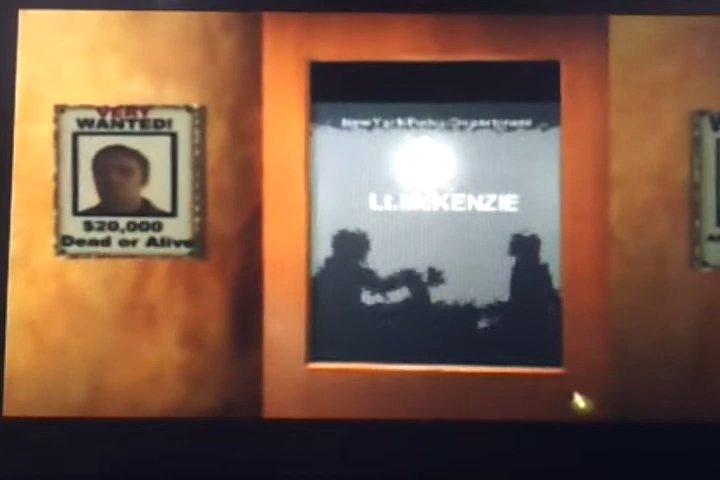 VERY
WANTED!
$20,000
Dead or Alive
New York Police Department
Lt. McKENZIE